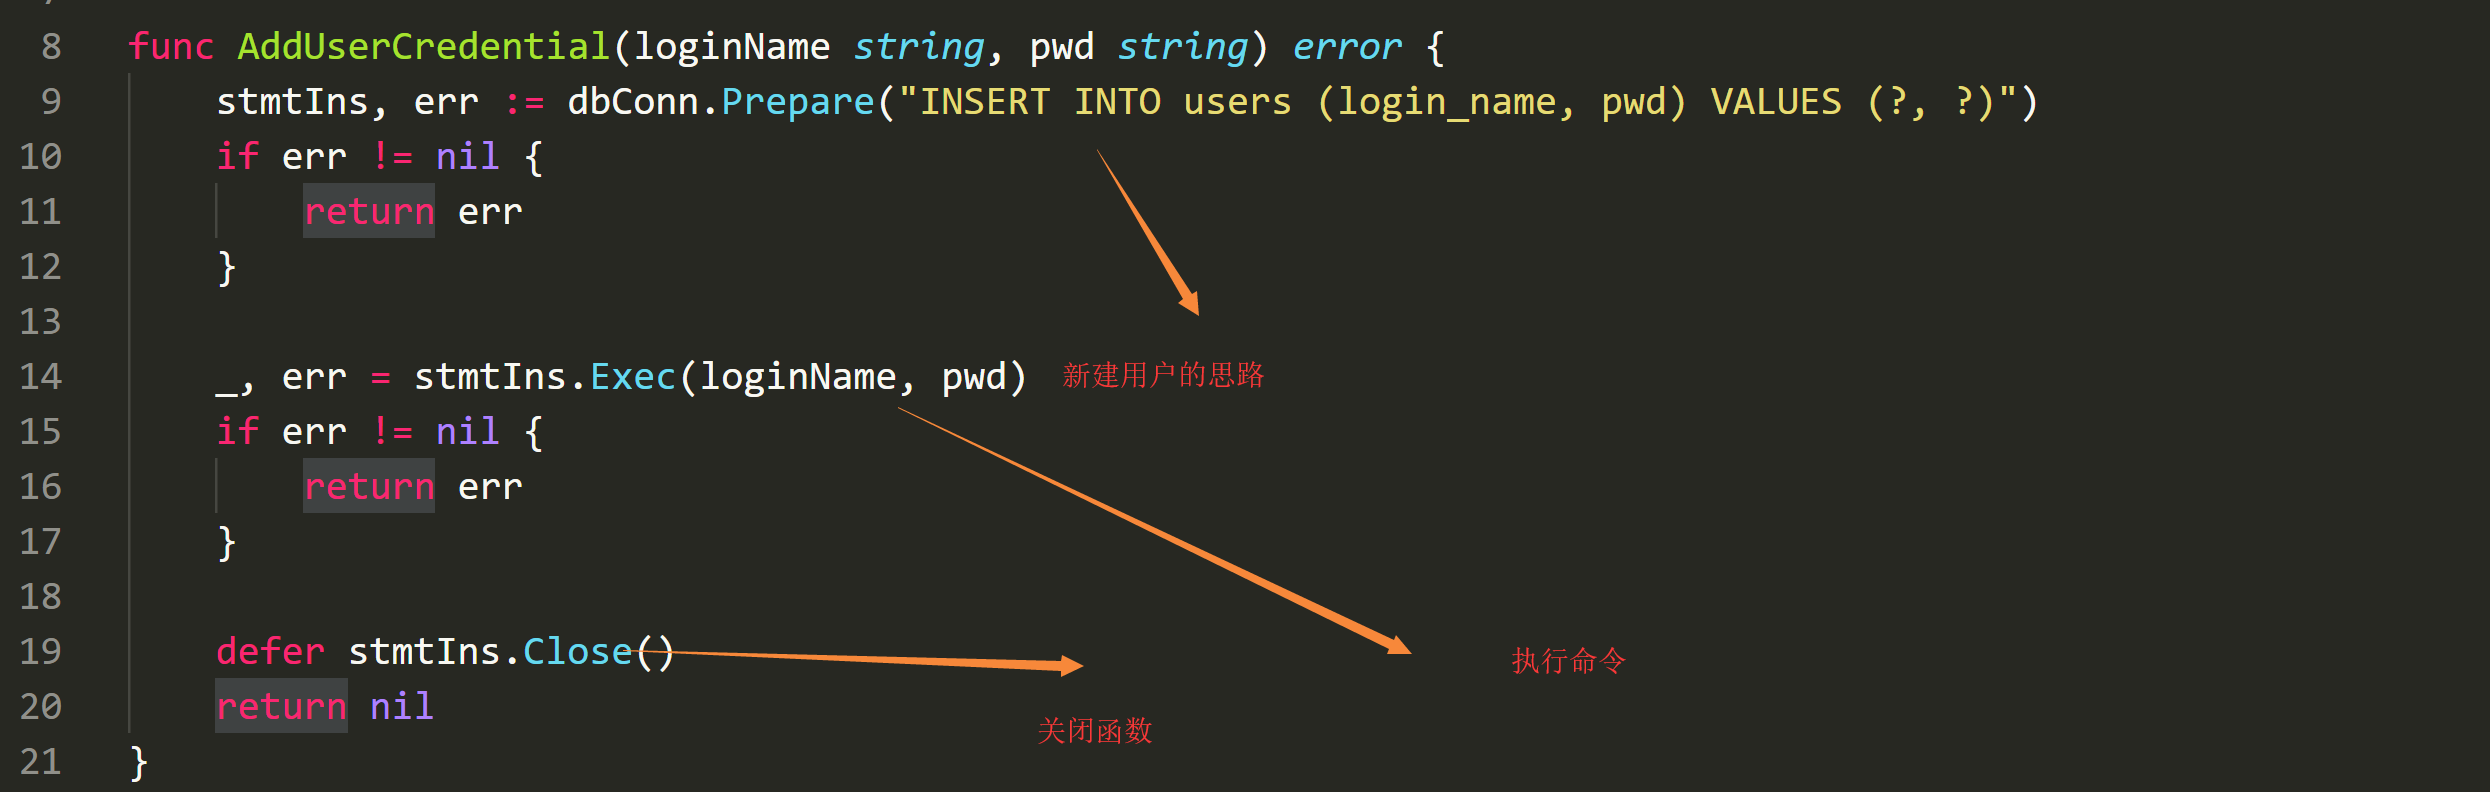 8 func AddUserCredential(loginName string, pwd string) error {
9 stmtIns, err := dbConn.Prepare("INSERT INTO users (login_name, pwd) VALUES (?, ?)")
10 if err != nil {
11 return err
12 }
13
14 _, err = stmtIns.Exec(loginName, pwd) 新建用户的思路
15 if err != nil {
16 return err
17 }
18
19 defer stmtIns.Close()
执行命令
20 return nil
关闭函数
21 }